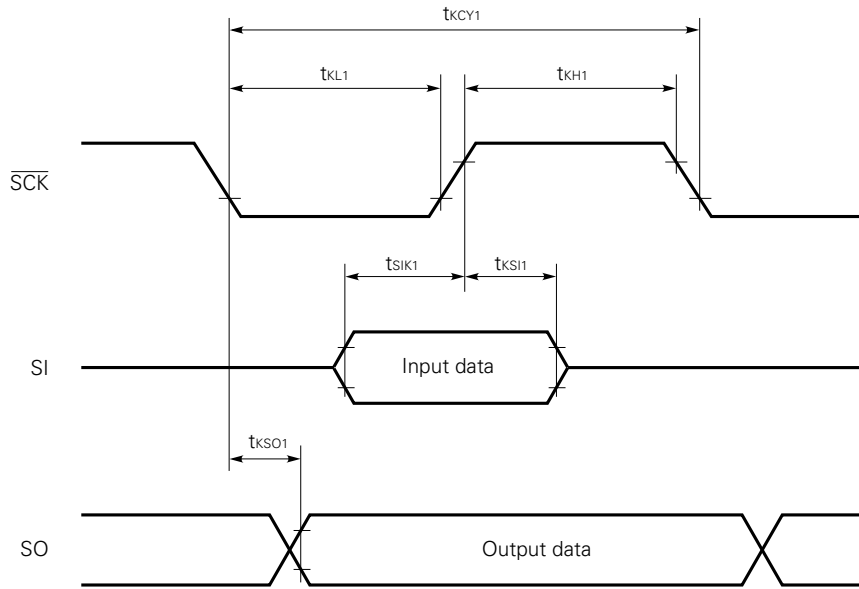 tKCY1
tKL1 tKH1
SCK
tSIK1 tKSI1
SI Input data
tKSO1
SO Output data